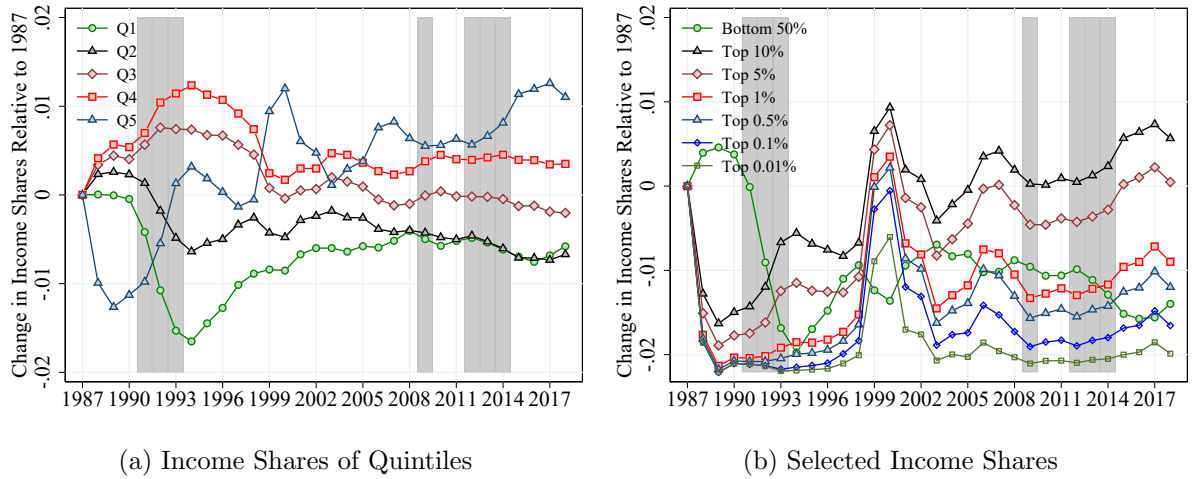 Change in Income Shares Relative to 1987
.02
.01
0
-.01
-.02
Q1
Q2
Q3
Q4
Q5
1987 1990 1993 1996 1999 2002 2005 2008 2011 2014 2017
(a) Income Shares of Quintiles
Change in Income Shares Relative to 1987
.02
.01
0
-.01
-.02
Bottom 50%
Top 10%
Top 5%
Top 1%
Top 0.5%
Top 0.1%
Top 0.01%
1987 1990 1993 1996 1999 2002 2005 2008 2011 2014 2017
(b) Selected Income Shares